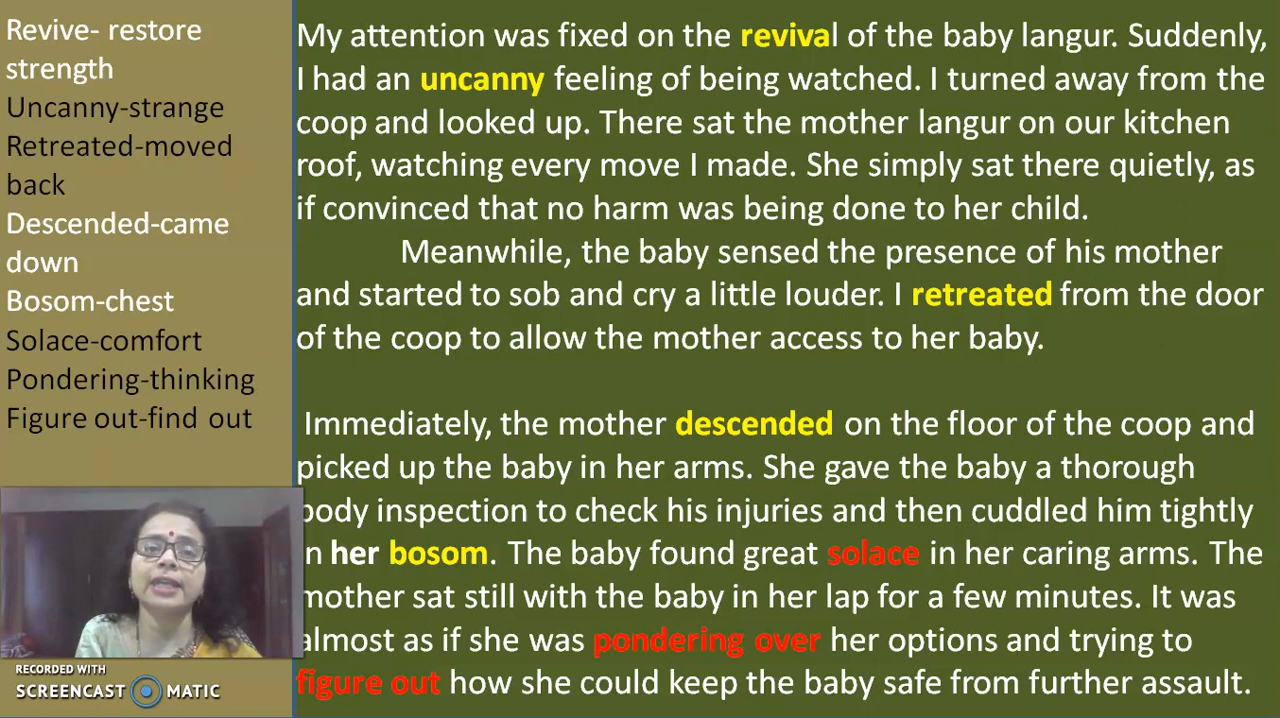 Revive- restore
strength
Uncanny-strange
Retreated-moved
back
Descended-came
down
Bosom-chest
Solace-comfort
Pondering-thinking
Figure out-find out
My attention was fixed on the revival of the baby langur. Suddenly,
I had an uncanny feeling of being watched. I turned away from the
coop and looked up. There sat the mother langur on our kitchen
roof, watching every move I made. She simply sat there quietly, as
if convinced that no harm was being done to her child.
Meanwhile, the baby sensed the presence of his mother
and started to sob and cry a little louder. I retreated from the door
of the coop to allow the mother access to her baby.
Immediately, the mother descended on the floor of the coop and
picked up the baby in her arms. She gave the baby a thorough
body inspection to check his injuries and then cuddled him tightly
in her bosom. The baby found great solace in her caring arms. The
mother sat still with the baby in her lap for a few minutes. It was
almost as if she was pondering over her options and trying to
figure out how she could keep the baby safe from further assault.
RECORDED WITH
SCREENCAST MATIC